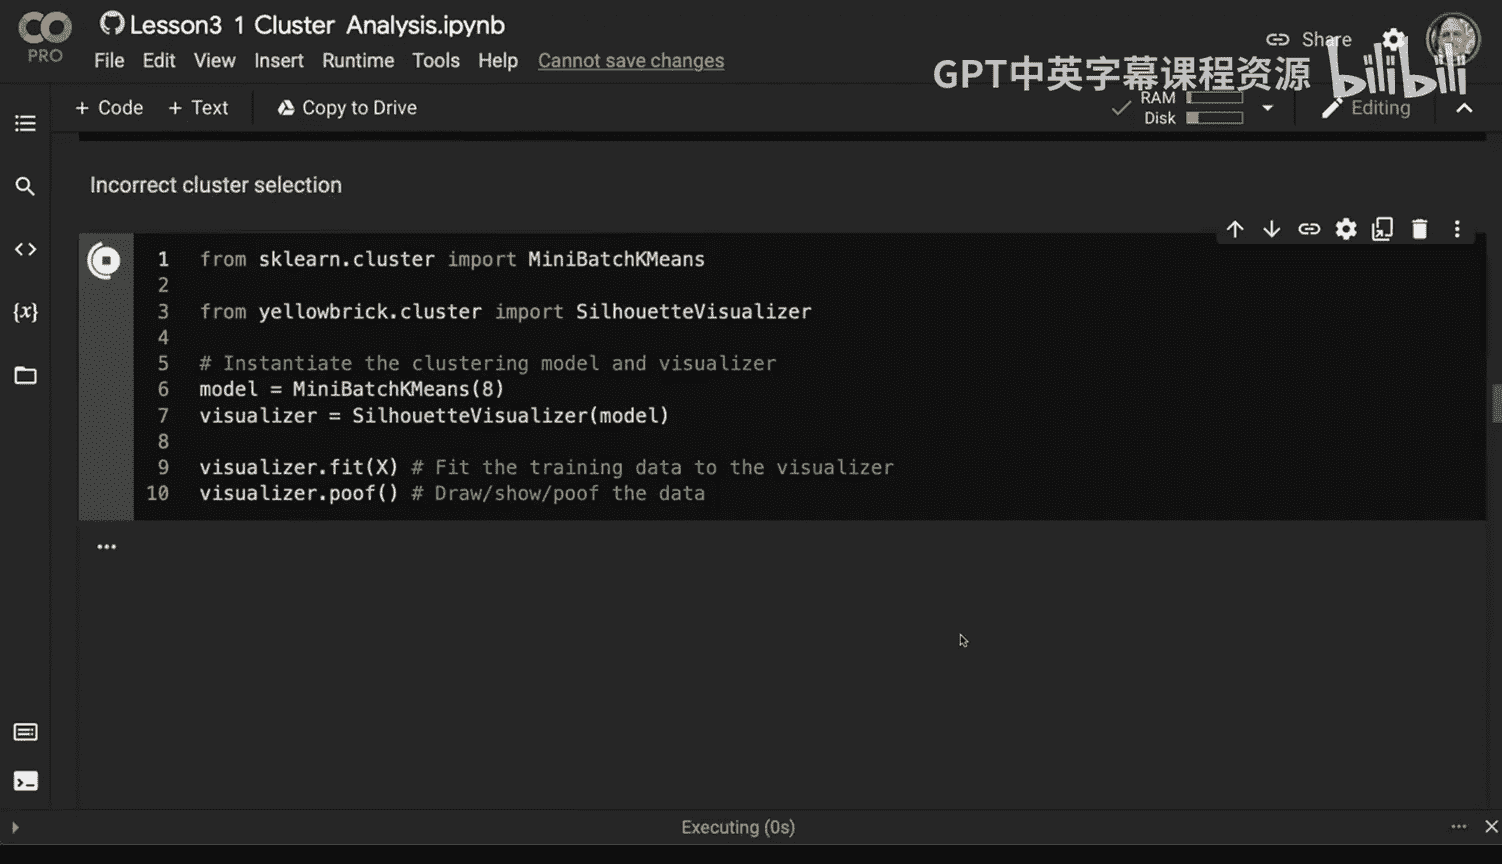 CO
PRO
Lesson3 1 Cluster Analysis.ipynb
File Edit View Insert Runtime Tools Help Cannot save changes
Share
GPT中英字幕课程资源 bilibili
+ Code + Text Copy to Drive
RAM
Disk
Editing
Incorrect cluster selection
1 from sklearn.cluster import MiniBatchKMeans
2
3 from yellowbrick.cluster import SilhouetteVisualizer
4
5 # Instantiate the clustering model and visualizer
6 model = MiniBatchKMeans(8)
7 visualizer = SilhouetteVisualizer(model)
8
9 visualizer.fit(X) # Fit the training data to the visualizer
10 visualizer.poof() # Draw/show/poof the data
Executing (0s)